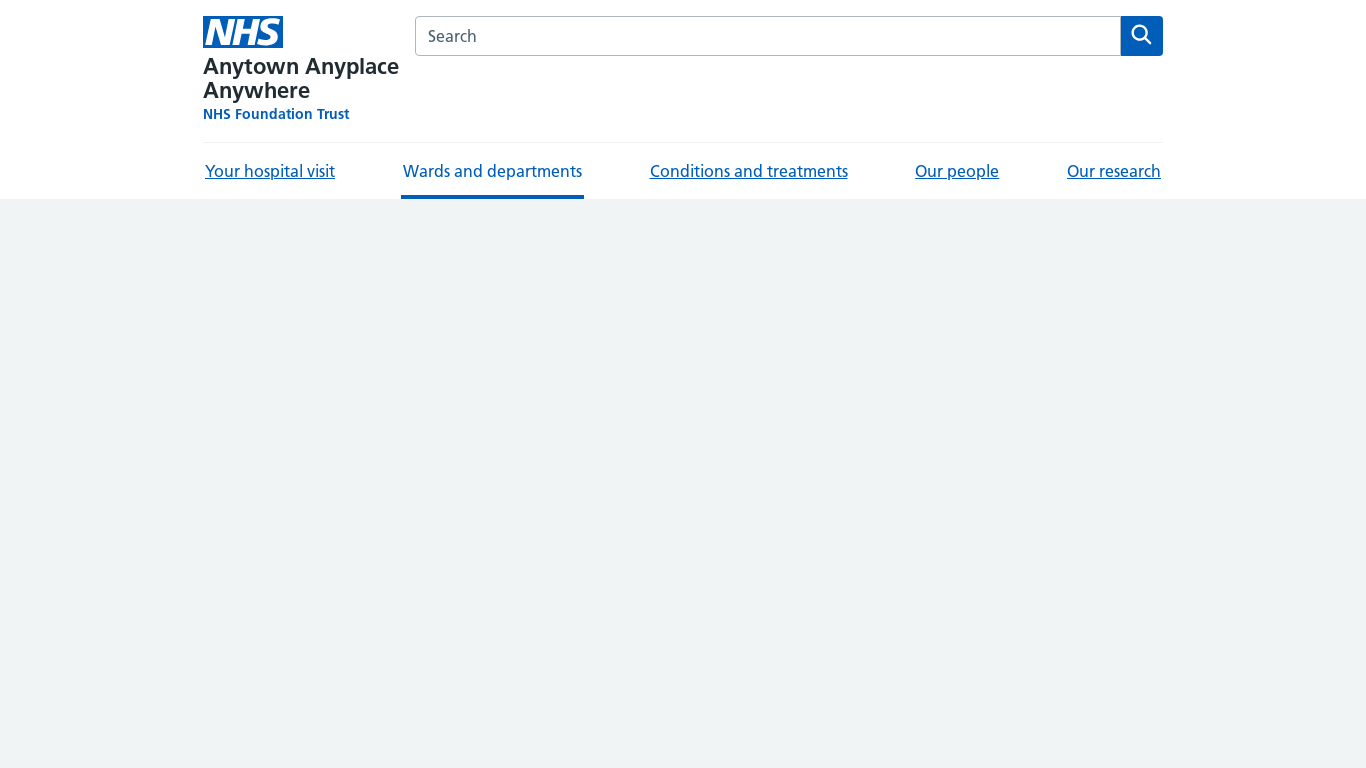 NHS
Anytown Anyplace
Anywhere
NHS Foundation Trust
Search
Your hospital visit
Wards and departments
Conditions and treatments
Our people
Our research